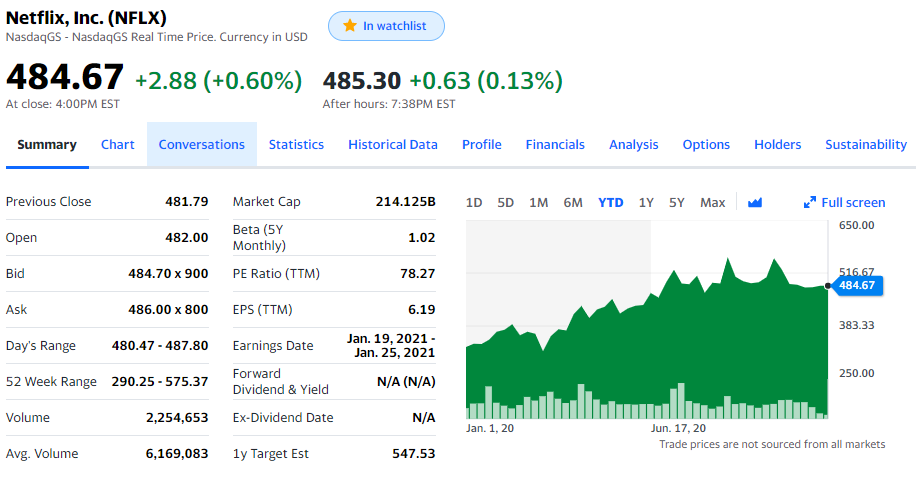 Netflix, Inc. (NFLX)
NasdaqGS - NasdaqGS Real Time Price. Currency in USD
In watchlist
484.67 +2.88 (+0.60%)
At close: 4:00PM EST
485.30 +0.63 (0.13%)
After hours: 7:38PM EST
Summary Chart Conversations Statistics Historical Data Profile Financials Analysis Options Holders Sustainability
Previous Close 481.79
Open 482.00
Bid 484.70 x 900
Ask 486.00 x 800
Day's Range 480.47 - 487.80
52 Week Range 290.25 - 575.37
Volume 2,254,653
Avg. Volume 6,169,083
Market Cap 214.125B
Beta (5Y
Monthly) 1.02
PE Ratio (TTM) 78.27
EPS (TTM) 6.19
Earnings Date Jan. 19, 2021 -
Jan. 25, 2021
Forward
Dividend & Yield N/A (N/A)
Ex-Dividend Date N/A
1y Target Est 547.53
1D 5D 1M 6M YTD 1Y 5Y Max Full screen
650.00
516.67
484.67
383.33
250.00
Jan. 1, 20 Jun. 17, 20
Trade prices are not sourced from all markets